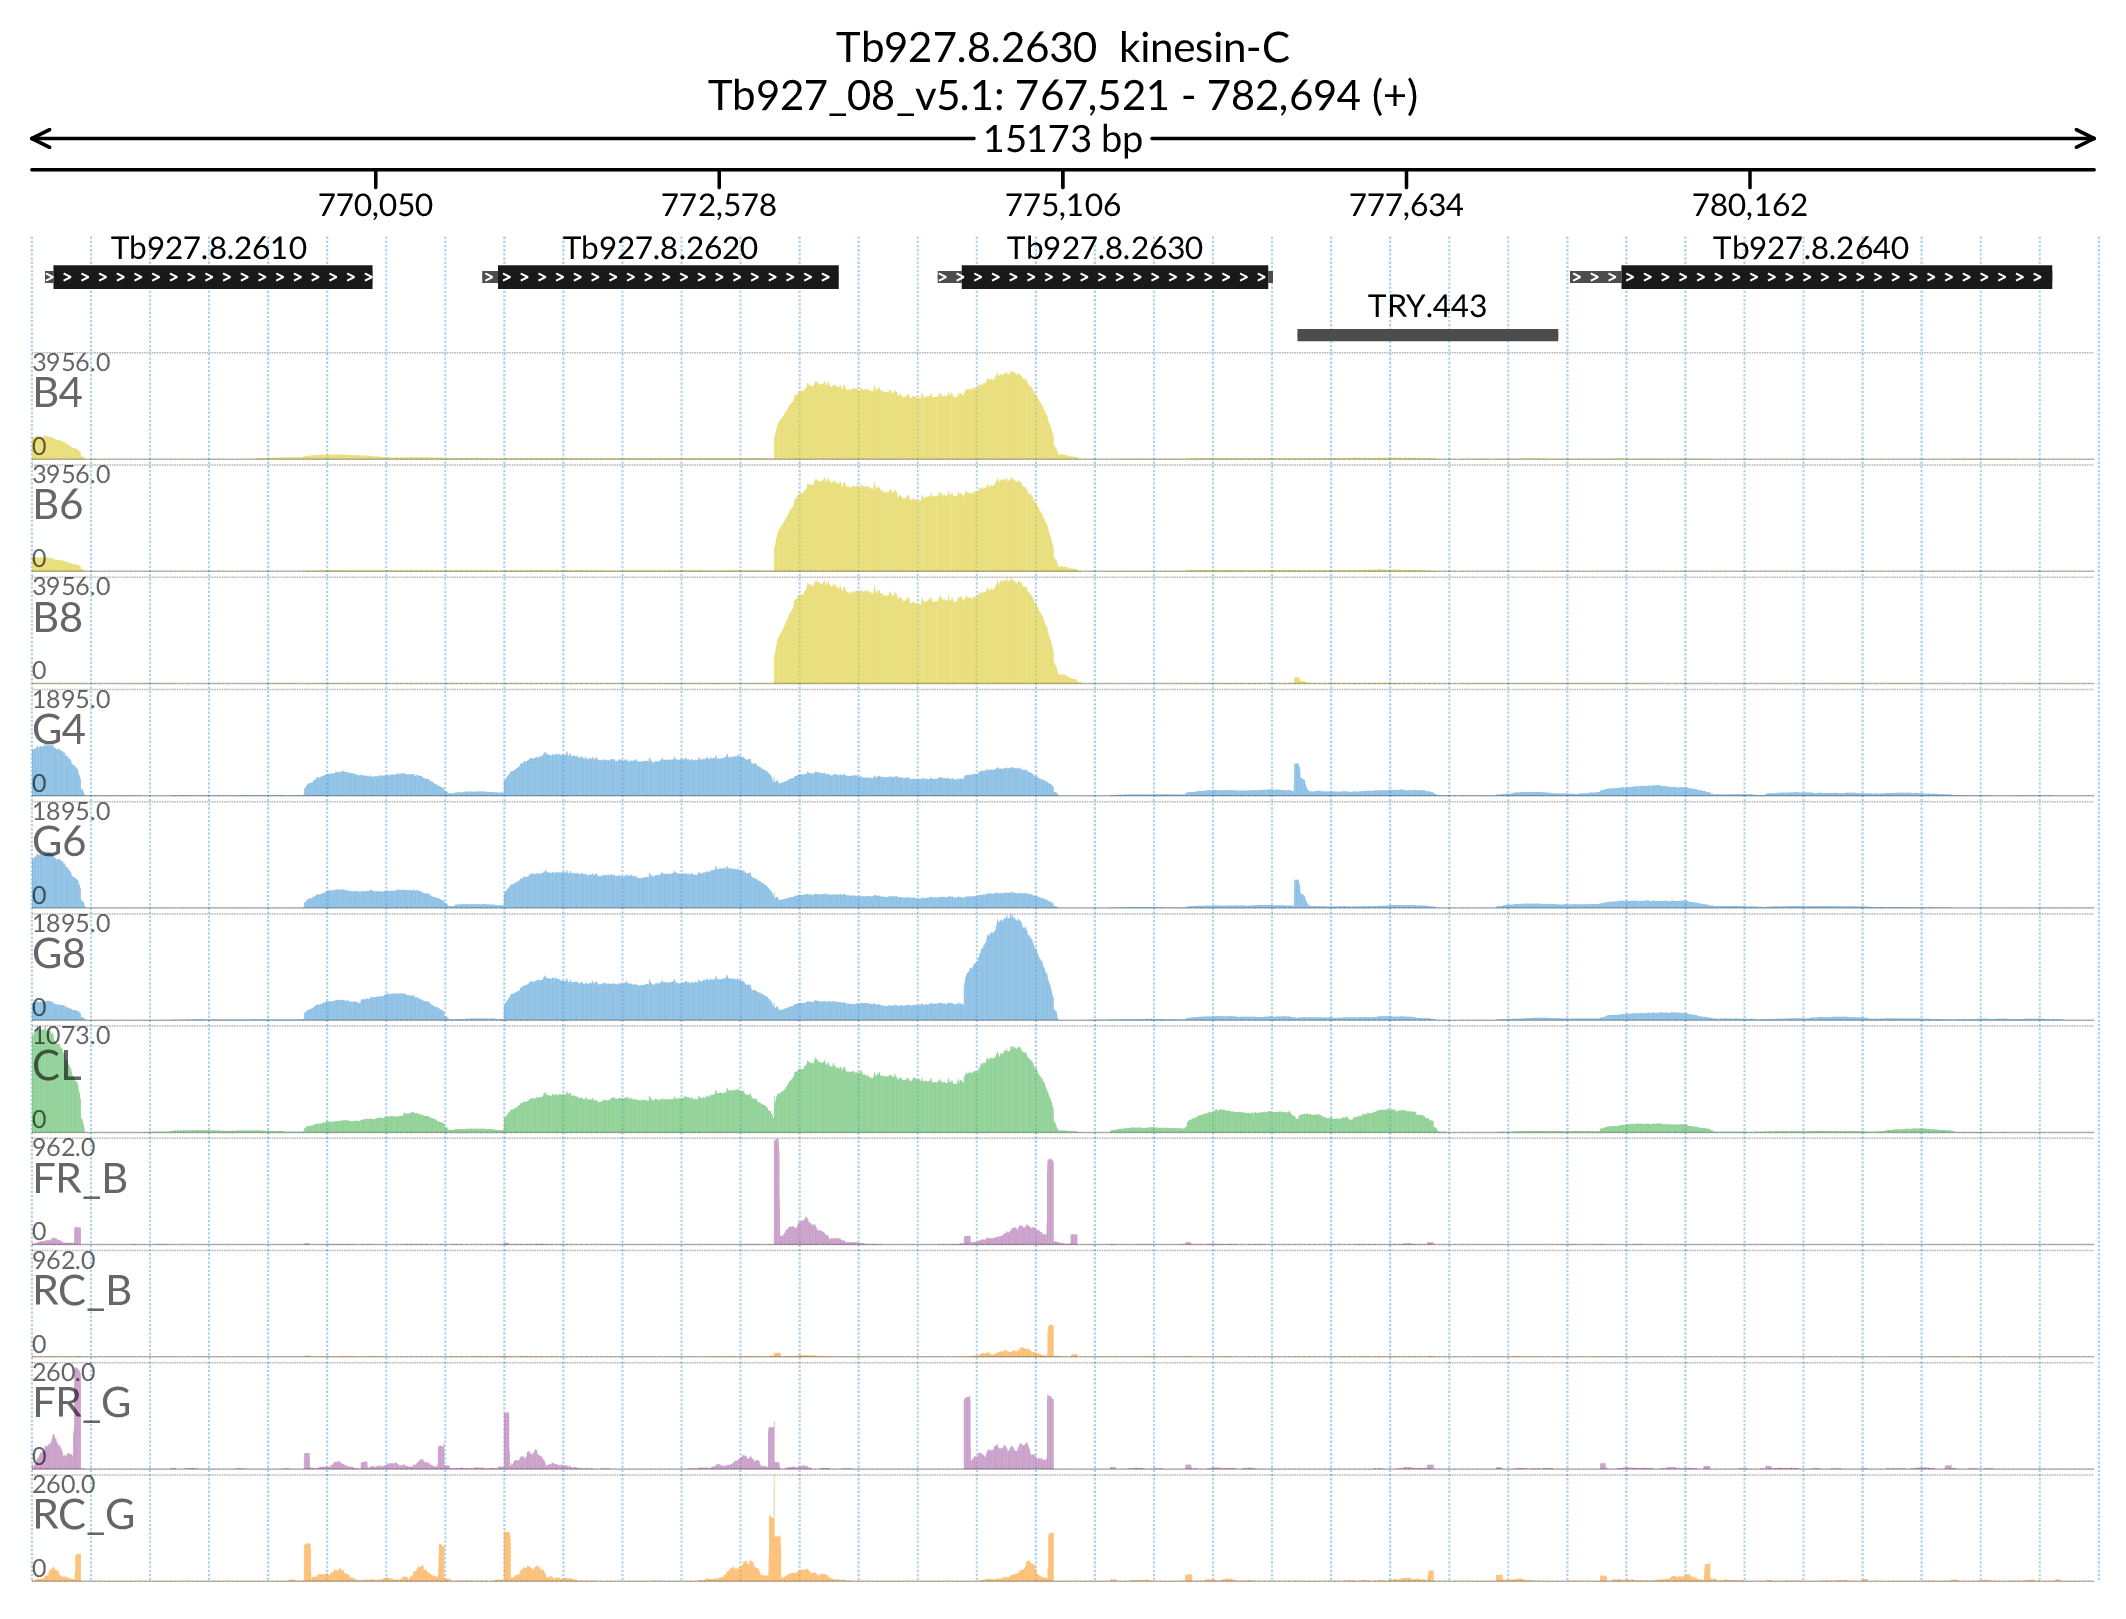 Tb927.8.2630 kinesin-C
Tb927_08_v5.1: 767,521 - 782,694 (+)
15173 bp
770,050 772,578 775,106 777,634 780,162
Tb927.8.2610 Tb927.8.2620 Tb927.8.2630 Tb927.8.2640
TRY.443
3956.0
B4
0
3956.0
B6
0
3956.0
B8
0
1895.0
G4
0
1895.0
G6
0
1895.0
G8
0
1073.0
CL
0
962.0
FR_B
0
962.0
RC_B
0
260.0
FR_G
0
260.0
RC_G
0